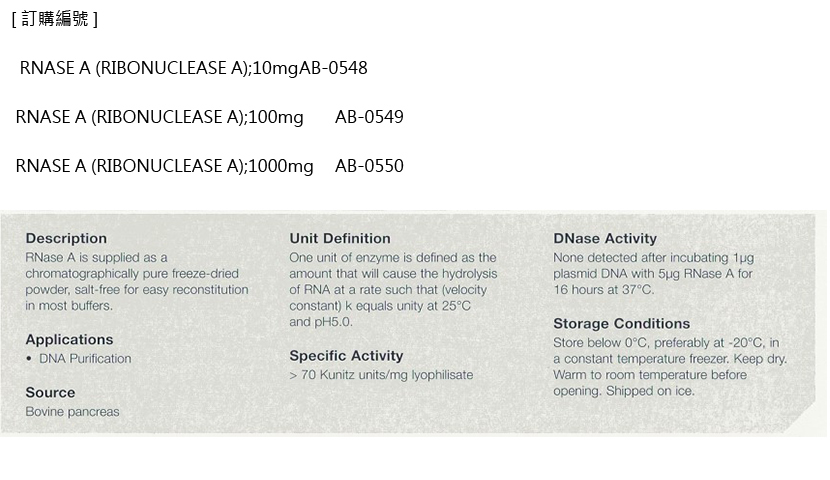 [ 訂購編號 ]
RNASE A (RIBONUCLEASE A);10mgAB-0548
RNASE A (RIBONUCLEASE A);100mg AB-0549
RNASE A (RIBONUCLEASE A);1000mg AB-0550
Description
RNase A is supplied as a
chromatographically pure freeze-dried
powder, salt-free for easy reconstitution
in most buffers.
Applications
• DNA Purification
Source
Bovine pancreas
Unit Definition
One unit of enzyme is defined as the
amount that will cause the hydrolysis
of RNA at a rate such that (velocity
constant) k equals unity at 25°C
and pH5.0.
Specific Activity
> 70 Kunitz units/mg lyophilisate
DNase Activity
None detected after incubating 1µg
plasmid DNA with 5µg RNase A for
16 hours at 37°C.
Storage Conditions
Store below 0°C, preferably at -20°C, in
a constant temperature freezer. Keep dry.
Warm to room temperature before
opening. Shipped on ice.